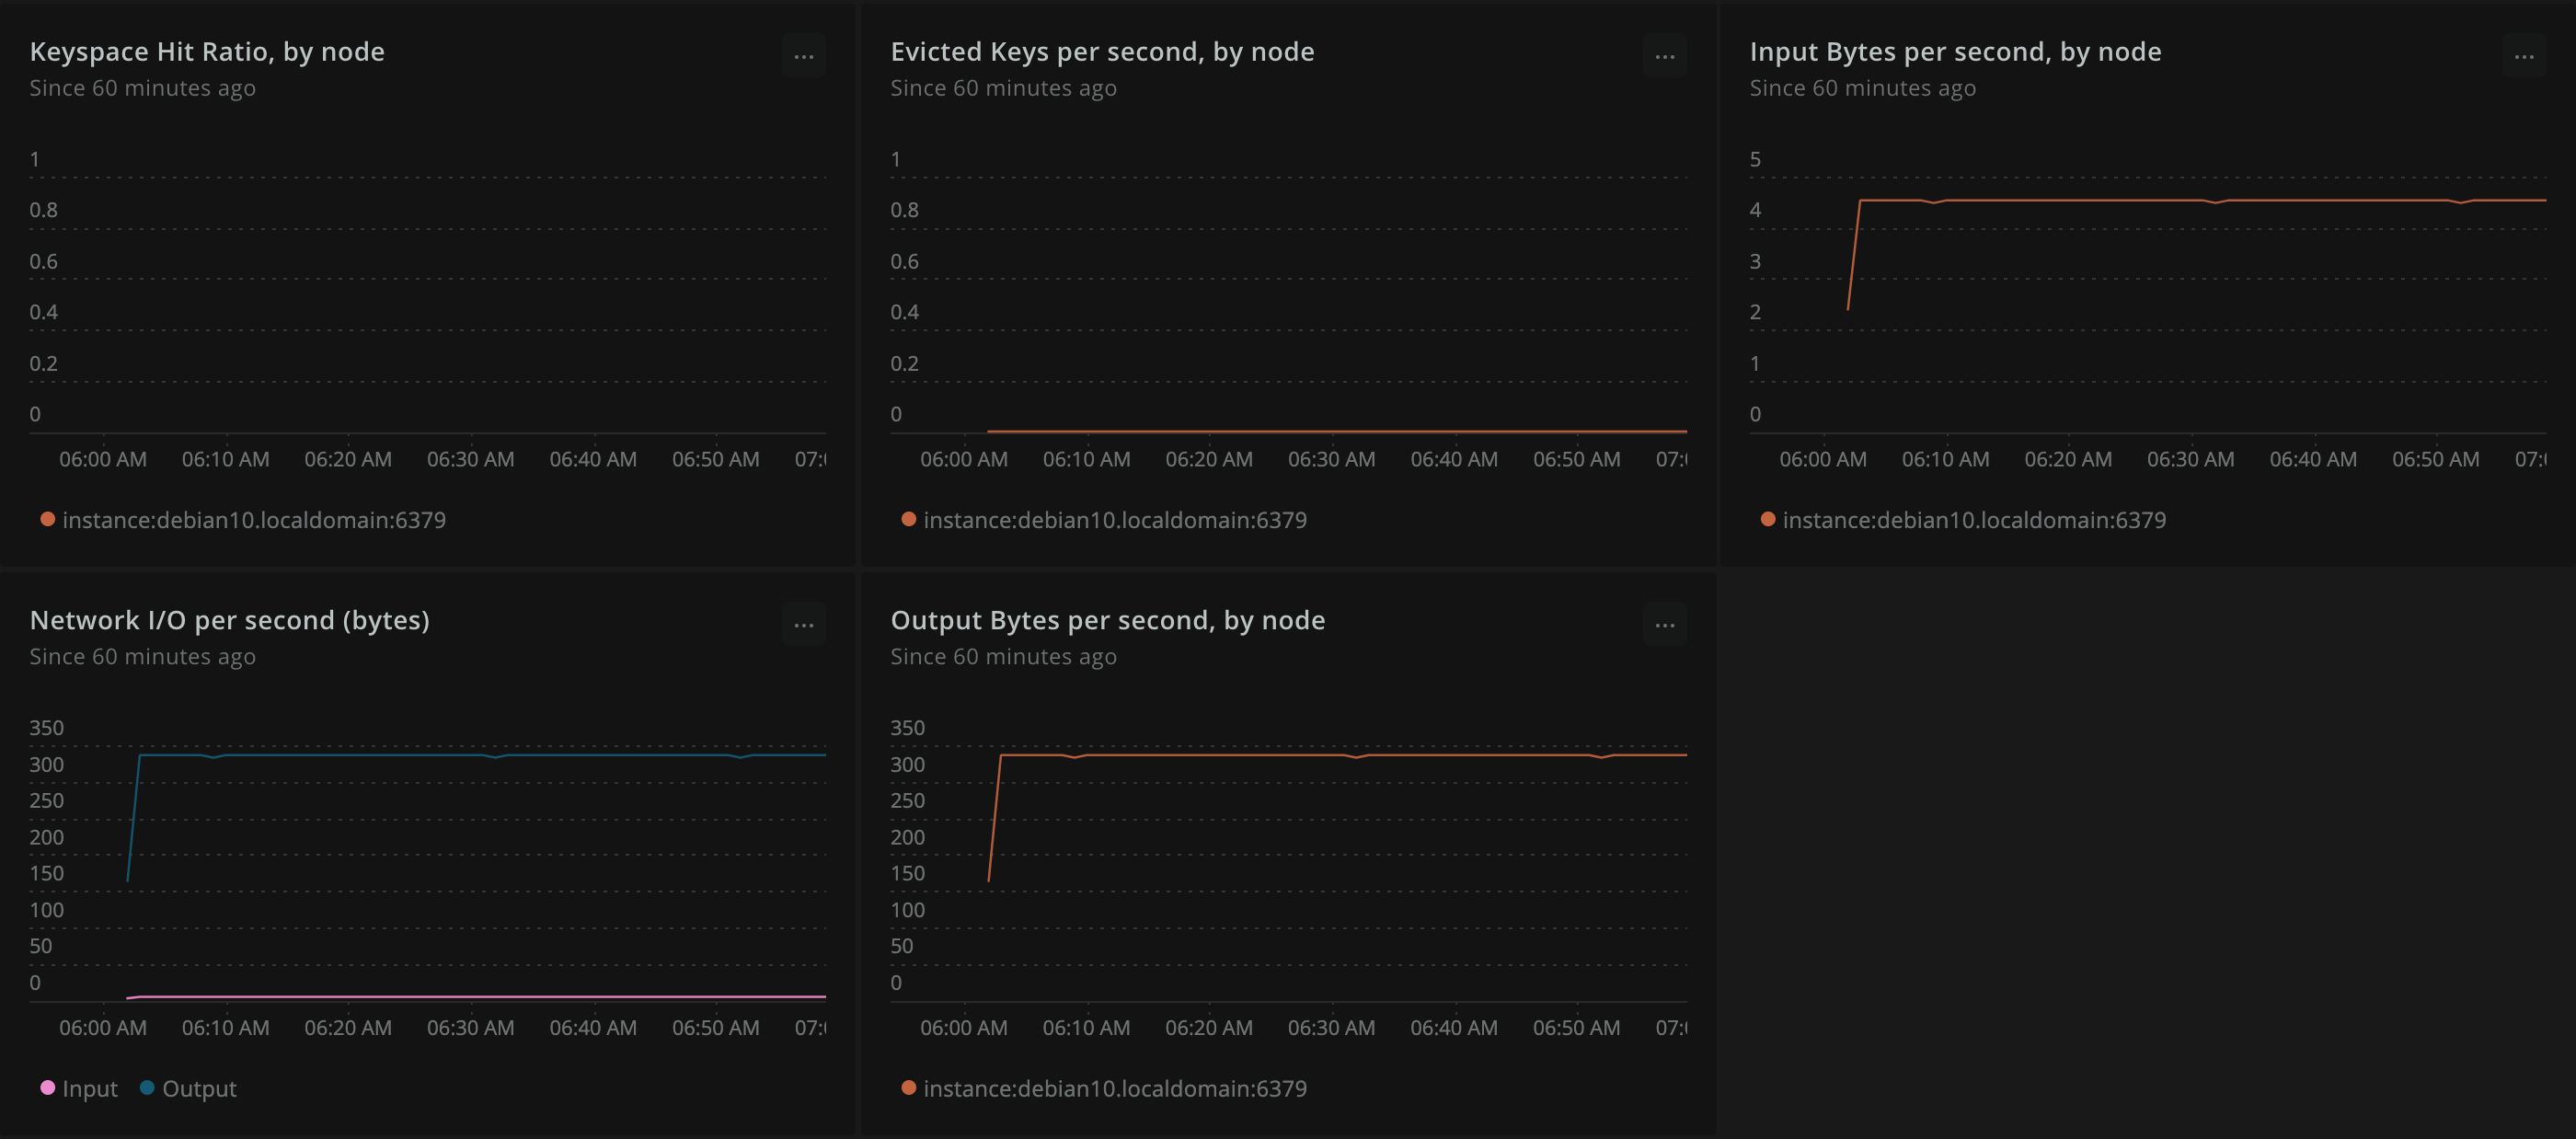 Keyspace Hit Ratio, by node
...
Since 60 minutes ago
1
0.8
0.6
0.4
0.2
0
06:00 AM 06:10 AM 06:20 AM 06:30 AM 06:40 AM 06:50 AM 07:0
instance:debian10.localdomain:6379
Evicted Keys per second, by node
...
Since 60 minutes ago
1
0.8
0.6
0.4
0.2
0
06:00 AM 06:10 AM 06:20 AM 06:30 AM 06:40 AM 06:50 AM 07:0
instance:debian10.localdomain:6379
Input Bytes per second, by node
...
Since 60 minutes ago
5
4
3
2
1
0
06:00 AM 06:10 AM 06:20 AM 06:30 AM 06:40 AM 06:50 AM 07:0
instance:debian10.localdomain:6379
Network I/O per second (bytes)
...
Since 60 minutes ago
350
300
250
200
150
100
50
0
06:00 AM 06:10 AM 06:20 AM 06:30 AM 06:40 AM 06:50 AM 07:0
Input Output
Output Bytes per second, by node
...
Since 60 minutes ago
350
300
250
200
150
100
50
0
06:00 AM 06:10 AM 06:20 AM 06:30 AM 06:40 AM 06:50 AM 07:0
instance:debian10.localdomain:6379